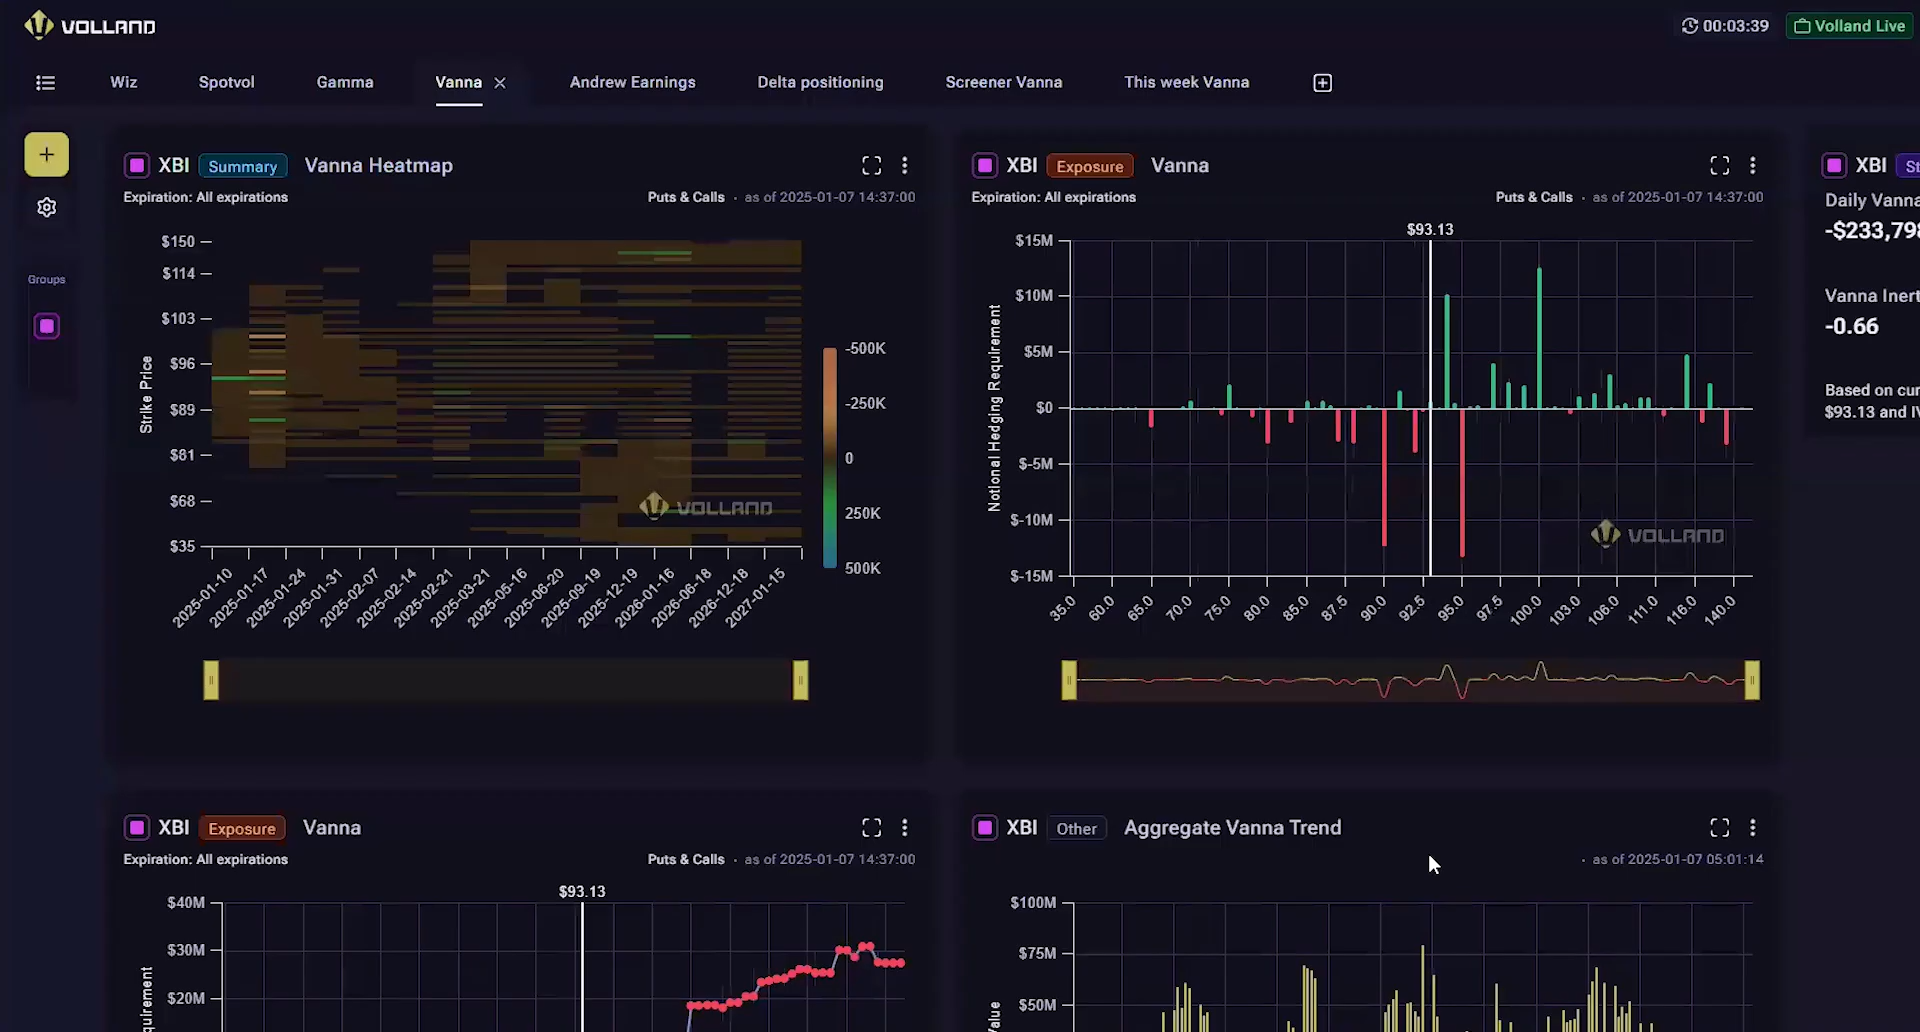 VOLLAND
00:03:39
Volland Live
Wiz
Spotvol
Gamma
Vanna
Andrew Earnings
Delta positioning
Screener Vanna
This week Vanna
Groups
XBI Summary Vanna Heatmap
Expiration: All expirations
Puts & Calls · as of 2025-01-07 14:37:00
Strike Price
$150
$114
$103
$96
$89
$81
$68
$35
2025-01-10
2025-01-17
2025-01-24
2025-01-31
2025-02-07
2025-02-14
2025-02-21
2025-03-21
2025-05-16
2025-06-20
2025-09-19
2025-12-19
2026-01-16
2026-06-18
2026-12-18
2027-01-15
-500K
-250K
0
250K
500K
VOLLAND
XBI Exposure Vanna
Expiration: All expirations
Puts & Calls · as of 2025-01-07 14:37:00
$93.13
Notional Hedging Requirement
$15M
$10M
$5M
$0
$-5M
$-10M
$-15M
35.0
60.0
65.0
70.0
75.0
80.0
85.0
87.5
90.0
92.5
95.0
97.5
100.0
103.0
106.0
111.0
116.0
140.0
VOLLAND
XBI
Daily Vanna
-$233,798
Vanna
-0.66
Based on
$93.13 and
XBI Exposure Vanna
Expiration: All expirations
Puts & Calls · as of 2025-01-07 14:37:00
$93.13
$40M
$30M
$20M
XBI Other Aggregate Vanna Trend
· as of 2025-01-07 05:01:14
$100M
$75M
$50M